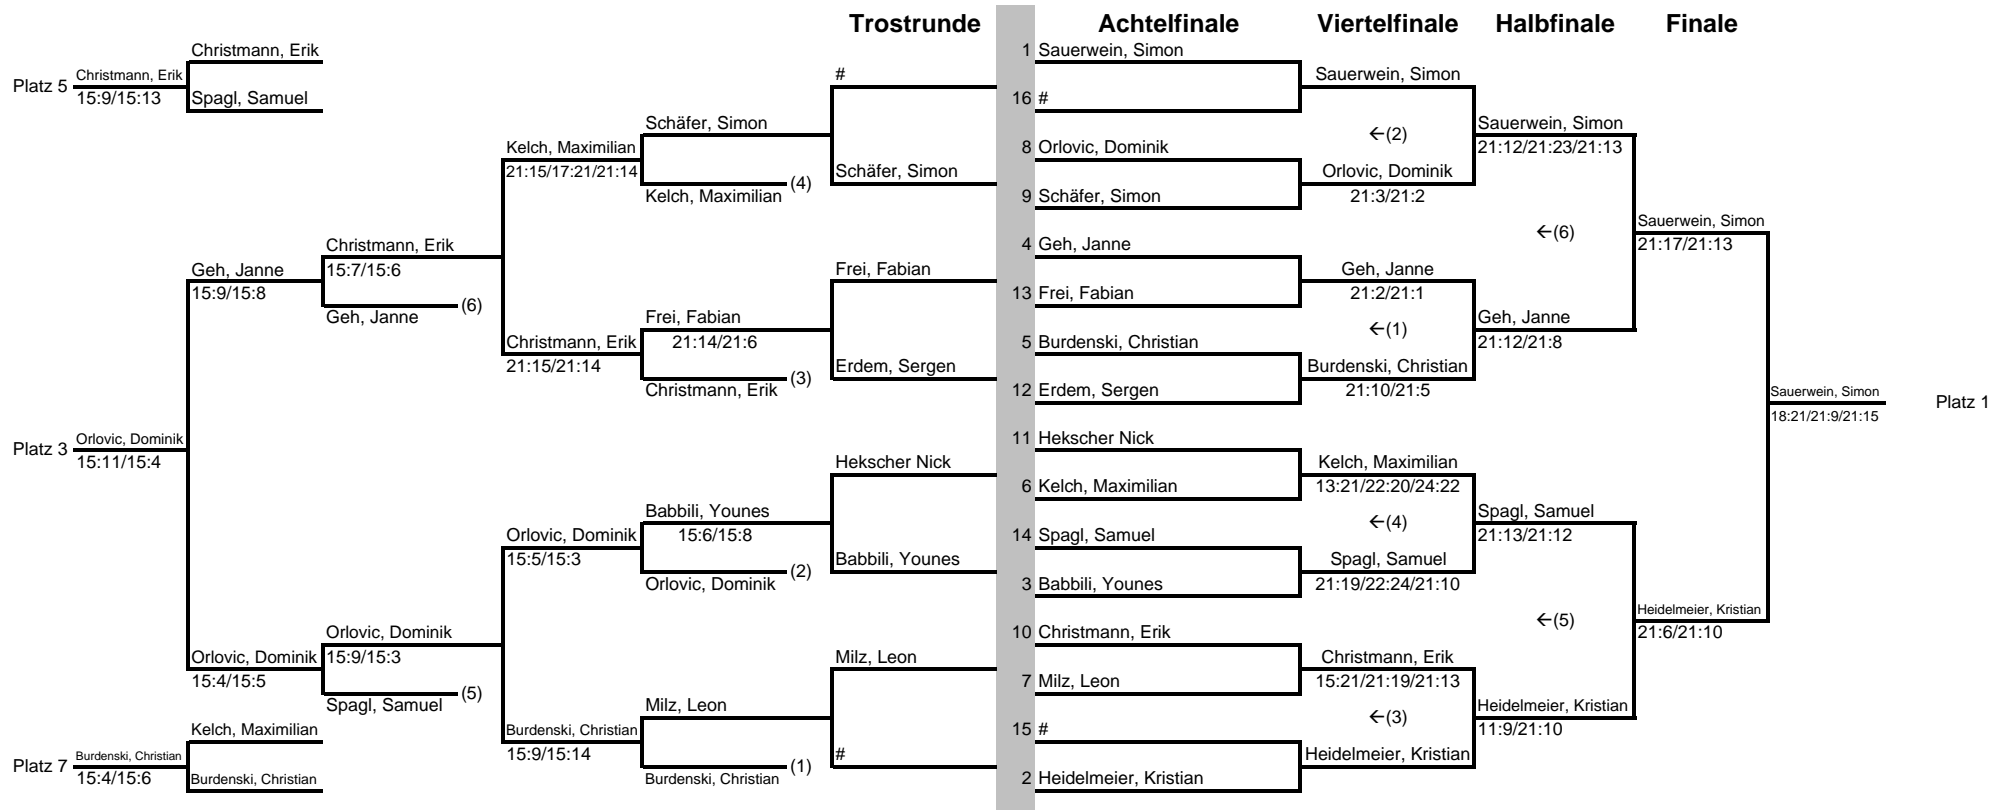 Trostrunde Achtelfinale Viertelfinale Halbfinale Finale
Christmann, Erik
1 Sauerwein, Simon
Platz 5 Christmann, Erik
15:9/15:13
#
Sauerwein, Simon
Spagl, Samuel
16 #
Schäfer, Simon
←(2)
Sauerwein, Simon
Kelch, Maximilian
8 Orlovic, Dominik
21:12/21:23/21:13
21:15/17:21/21:14
Schäfer, Simon
Orlovic, Dominik
(4)
Kelch, Maximilian
9 Schäfer, Simon
21:3/21:2
Sauerwein, Simon
←(6)
Christmann, Erik
4 Geh, Janne
21:17/21:13
Geh, Janne
15:7/15:6
Frei, Fabian
Geh, Janne
15:9/15:8
13 Frei, Fabian
21:2/21:1
(6)
Geh, Janne
Frei, Fabian
←(1)
Geh, Janne
Christmann, Erik
21:14/21:6
5 Burdenski, Christian
21:12/21:8
21:15/21:14
Erdem, Sergen
Burdenski, Christian
(3)
Christmann, Erik
12 Erdem, Sergen
21:10/21:5
Sauerwein, Simon
Platz 1
18:21/21:9/21:15
Platz 3 Orlovic, Dominik
11 Hekscher Nick
15:11/15:4
Hekscher Nick
Kelch, Maximilian
6 Kelch, Maximilian
13:21/22:20/24:22
Babbili, Younes
←(4)
Spagl, Samuel
Orlovic, Dominik
15:6/15:8
14 Spagl, Samuel
21:13/21:12
15:5/15:3
Babbili, Younes
Spagl, Samuel
(2)
Orlovic, Dominik
3 Babbili, Younes
21:19/22:24/21:10
Heidelmeier, Kristian
←(5)
Orlovic, Dominik
10 Christmann, Erik
21:6/21:10
Orlovic, Dominik
15:9/15:3
Milz, Leon
Christmann, Erik
15:4/15:5
7 Milz, Leon
15:21/21:19/21:13
(5)
Spagl, Samuel
Milz, Leon
←(3)
Heidelmeier, Kristian
Kelch, Maximilian
Burdenski, Christian
15 #
11:9/21:10
Platz 7 Burdenski, Christian
15:9/15:14
#
Heidelmeier, Kristian
15:4/15:6
Burdenski, Christian
(1)
Burdenski, Christian
2 Heidelmeier, Kristian